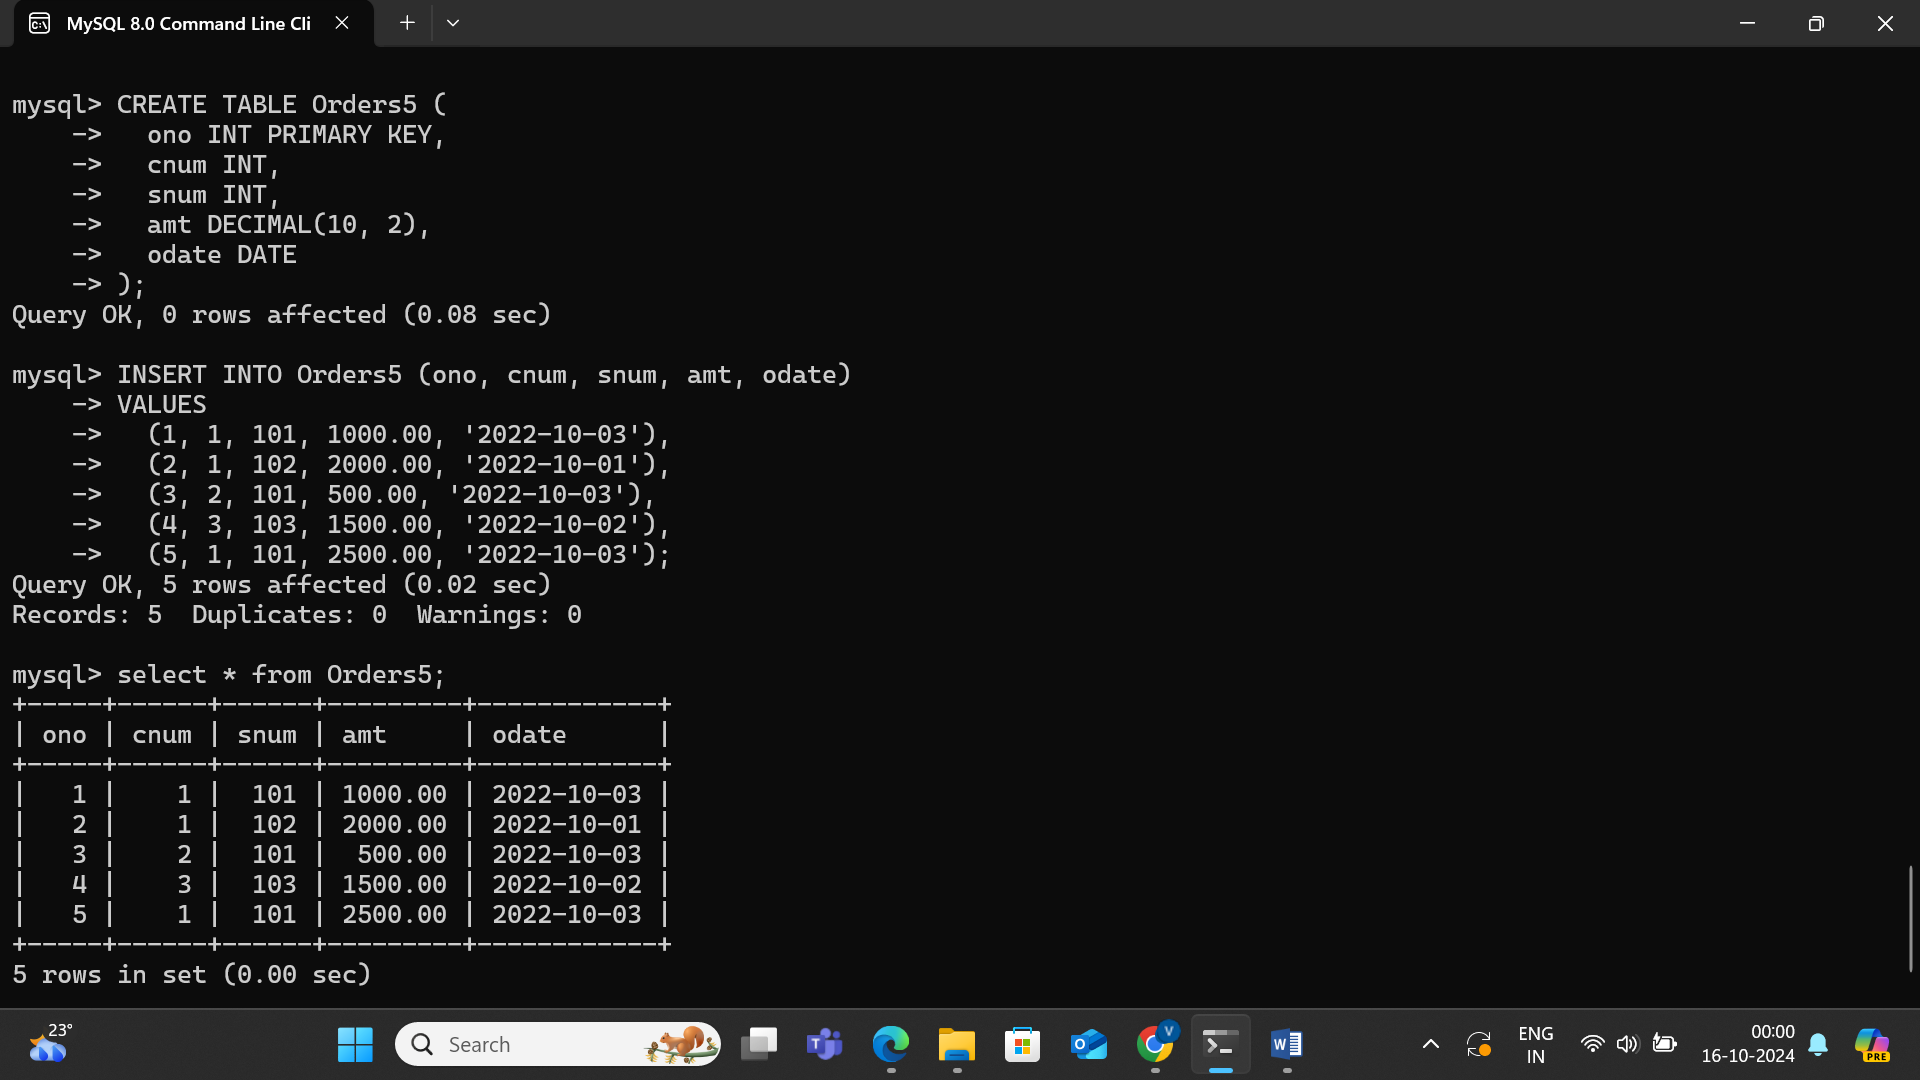 MySQL 8.0 Command Line Cli
mysql> CREATE TABLE Orders5 (
    ->   ono INT PRIMARY KEY,
    ->   cnum INT,
    ->   snum INT,
    ->   amt DECIMAL(10, 2),
    ->   odate DATE
    -> );
Query OK, 0 rows affected (0.08 sec)
mysql> INSERT INTO Orders5 (ono, cnum, snum, amt, odate)
    -> VALUES
    ->   (1, 1, 101, 1000.00, '2022-10-03'),
    ->   (2, 1, 102, 2000.00, '2022-10-01'),
    ->   (3, 2, 101, 500.00, '2022-10-03'),
    ->   (4, 3, 103, 1500.00, '2022-10-02'),
    ->   (5, 1, 101, 2500.00, '2022-10-03');
Query OK, 5 rows affected (0.02 sec)
Records: 5  Duplicates: 0  Warnings: 0
mysql> select * from Orders5;
+-----+------+------+---------+------------+
| ono | cnum | snum | amt     | odate      |
+-----+------+------+---------+------------+
|   1 |    1 |  101 | 1000.00 | 2022-10-03 |
|   2 |    1 |  102 | 2000.00 | 2022-10-01 |
|   3 |    2 |  101 |  500.00 | 2022-10-03 |
|   4 |    3 |  103 | 1500.00 | 2022-10-02 |
|   5 |    1 |  101 | 2500.00 | 2022-10-03 |
+-----+------+------+---------+------------+
5 rows in set (0.00 sec)
23°
Search
V
ENG
IN
00:00
16-10-2024
PRE